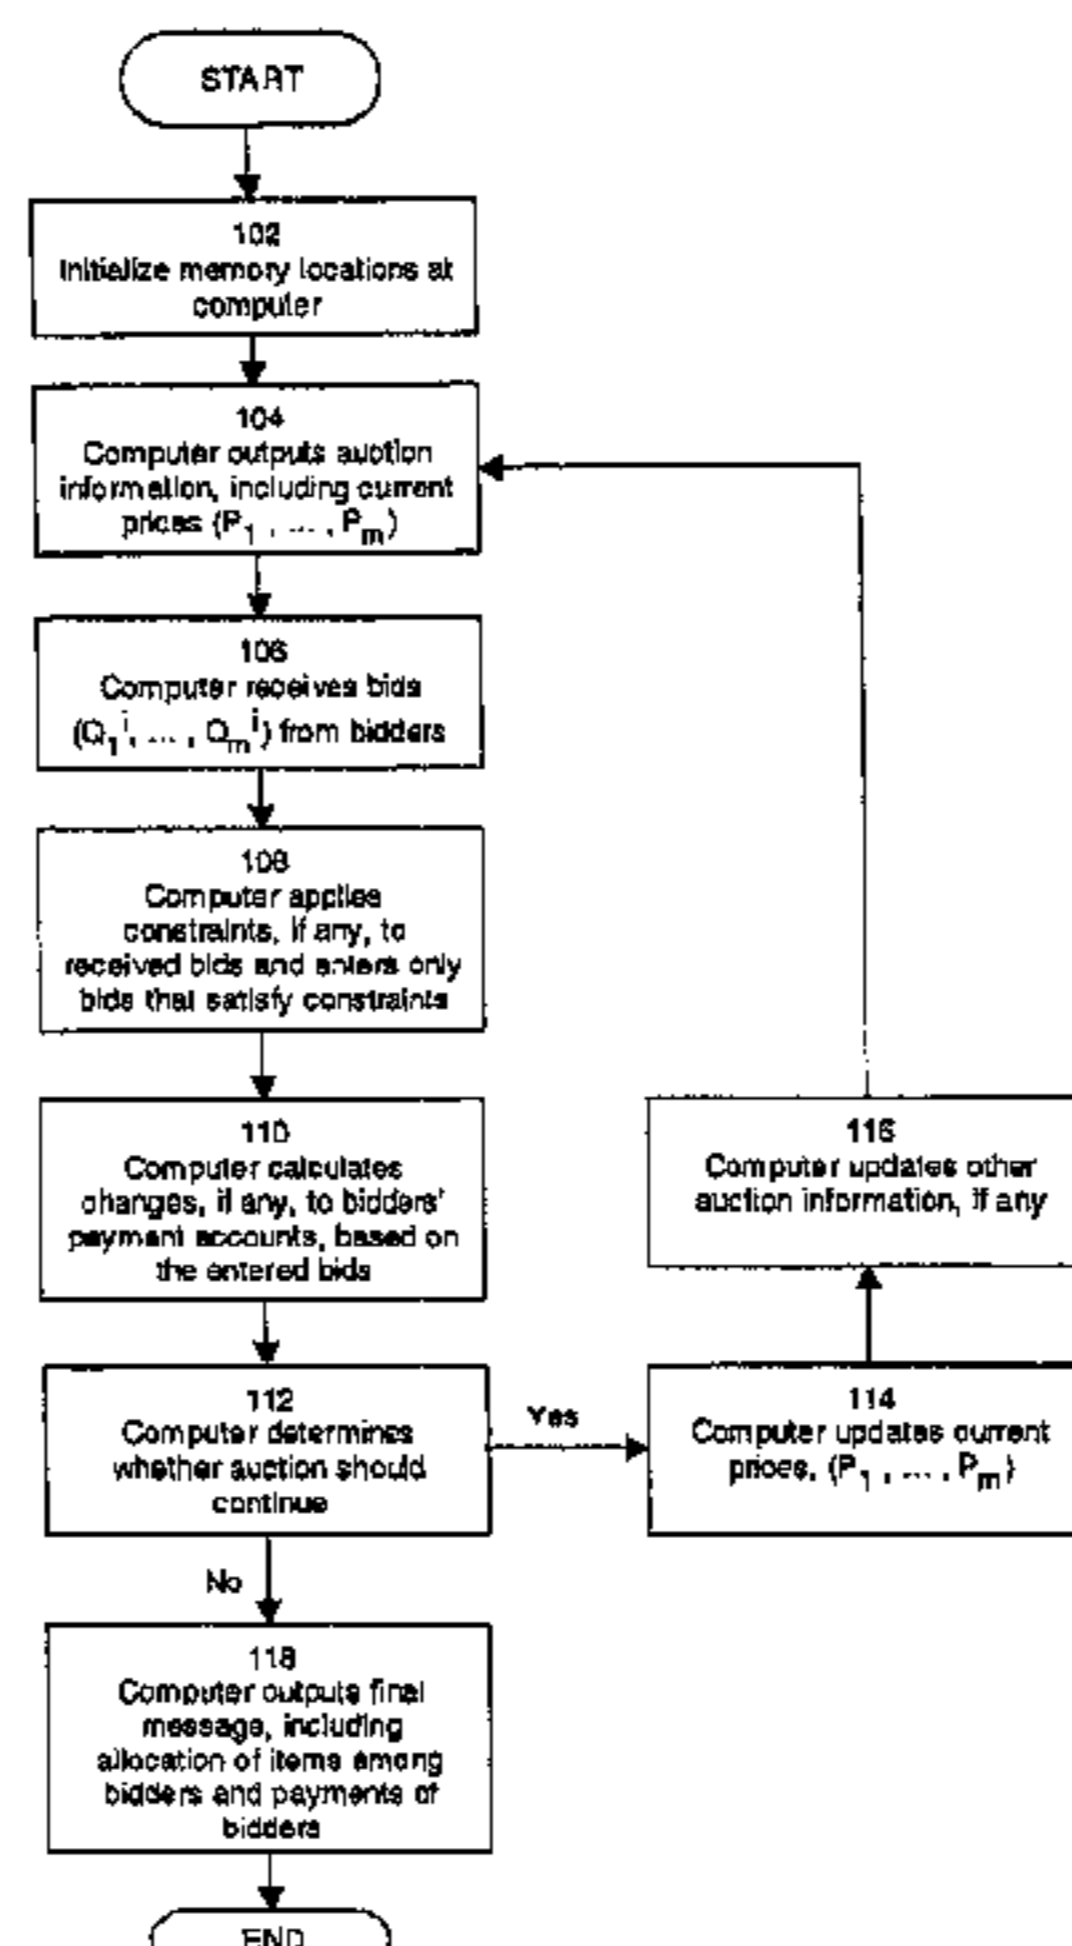 START
102
Initialize memory locations at
computer
104
Computer outputs auction
information, including current
prices (P1 , ... , Pm)
106
Computer receives bids
(Q1^i, ... , Qm^i) from bidders
108
Computer applies
constraints, if any, to
received bids and enters only
bids that satisfy constraints
110
Computer calculates
changes, if any, to bidders'
payment accounts, based on
the entered bids
112
Computer determines
whether auction should
continue
Yes
114
Computer updates current
prices, (P1 , ... , Pm)
116
Computer updates other
auction information, if any
No
118
Computer outputs final
message, including
allocation of items among
bidders and payments of
bidders
END